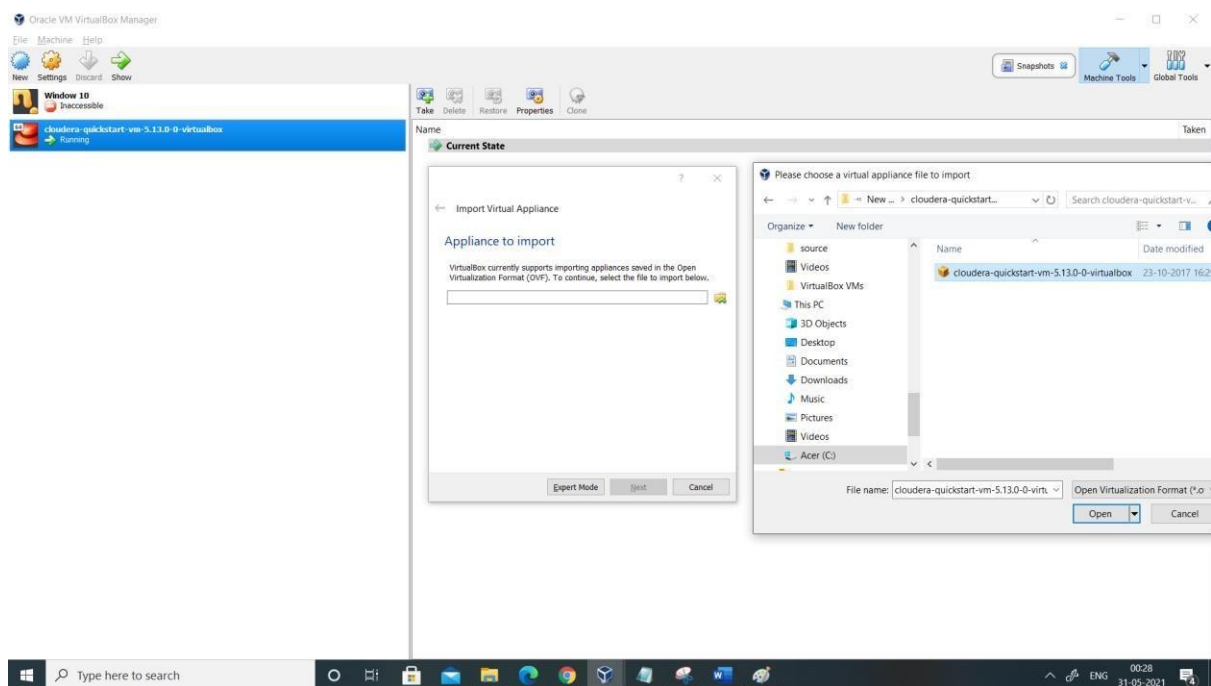 Oracle VM VirtualBox Manager
File Machine Help
New Settings Discard Show
Snapshots
Machine Tools
Global Tools
Window 10
Inaccessible
64
cloudera-quickstart-vm-5.13.0-0-virtualbox
Running
Take Delete Restore Properties Clone
Name Taken
Current State
?
Import Virtual Appliance
Appliance to import
VirtualBox currently supports importing appliances saved in the Open
Virtualization Format (OVF). To continue, select the file to import below.
Expert Mode Next Cancel
Please choose a virtual appliance file to import
« New ... > cloudera-quickstart...
Search cloudera-quickstart-v...
Organize New folder
source
Videos
VirtualBox VMs
This PC
3D Objects
Desktop
Documents
Downloads
Music
Pictures
Videos
Acer (C:)
Name Date modified
cloudera-quickstart-vm-5.13.0-0-virtualbox 23-10-2017 16:2
File name: cloudera-quickstart-vm-5.13.0-0-virtu
Open Virtualization Format (*.o
Open Cancel
Type here to search
ENG
00:28
31-05-2021
4